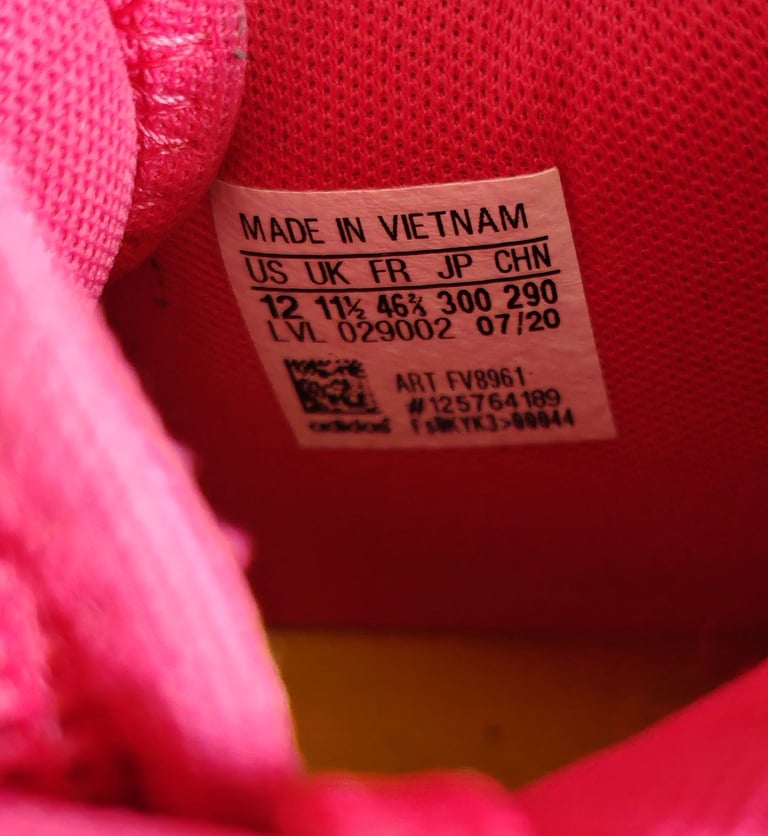 MADE IN VIETNAM
US UK FR JP CHN
12 11½ 46⅔ 300 290
LVL 029002 07/20
ART FV8961
#125764189
adidas